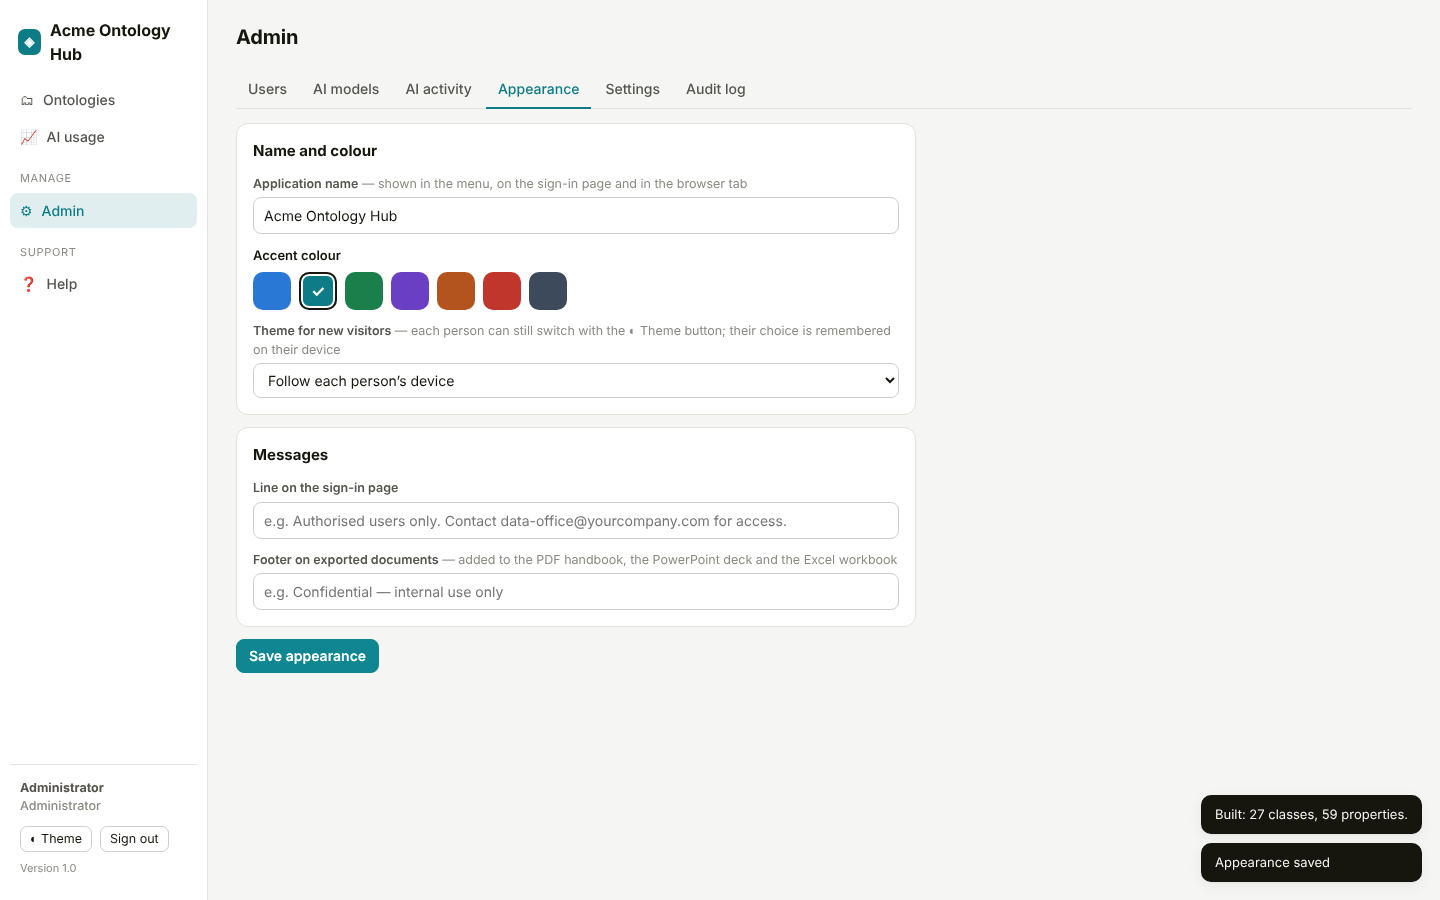 Acme Ontology
Hub
Ontologies
AI usage
MANAGE
Admin
SUPPORT
Help
Administrator
Administrator
Theme
Sign out
Version 1.0
Admin
Users
AI models
AI activity
Appearance
Settings
Audit log
Name and colour
Application name — shown in the menu, on the sign-in page and in the browser tab
Acme Ontology Hub
Accent colour
Theme for new visitors — each person can still switch with the ◖ Theme button; their choice is remembered
on their device
Follow each person’s device
Messages
Line on the sign-in page
e.g. Authorised users only. Contact data-office@yourcompany.com for access.
Footer on exported documents — added to the PDF handbook, the PowerPoint deck and the Excel workbook
e.g. Confidential — internal use only
Save appearance
Built: 27 classes, 59 properties.
Appearance saved